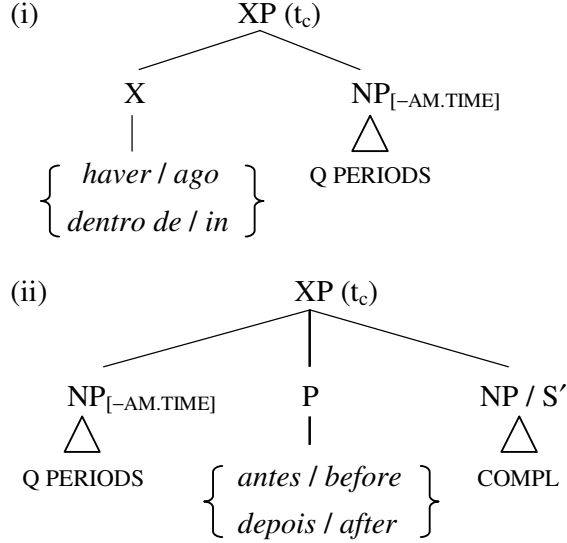 (i) XP (tc)
X NP[−AM.TIME]
haver / ago Q PERIODS
dentro de / in
(ii) XP (tc)
NP[−AM.TIME] P NP / S′
Q PERIODS antes / before COMPL
depois / after